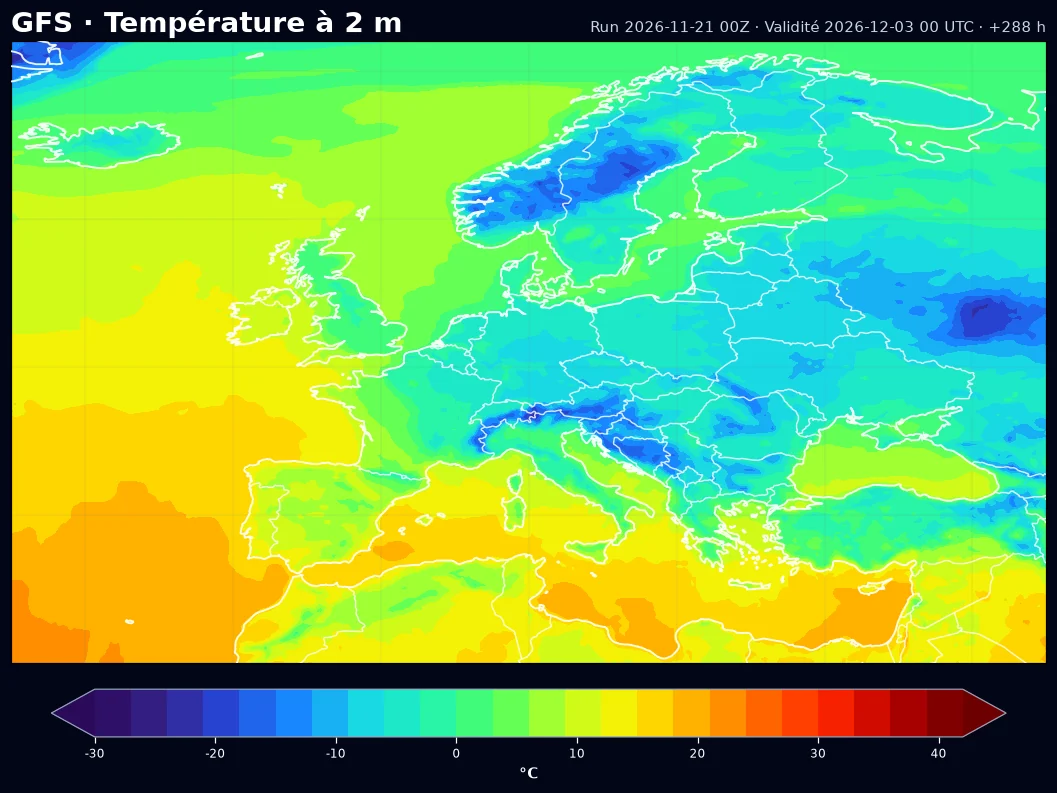 GFS · Température à 2 m
Run 2026-11-21 00Z · Validité 2026-12-03 00 UTC · +288 h
-30 -20 -10 0 10 20 30 40
°C